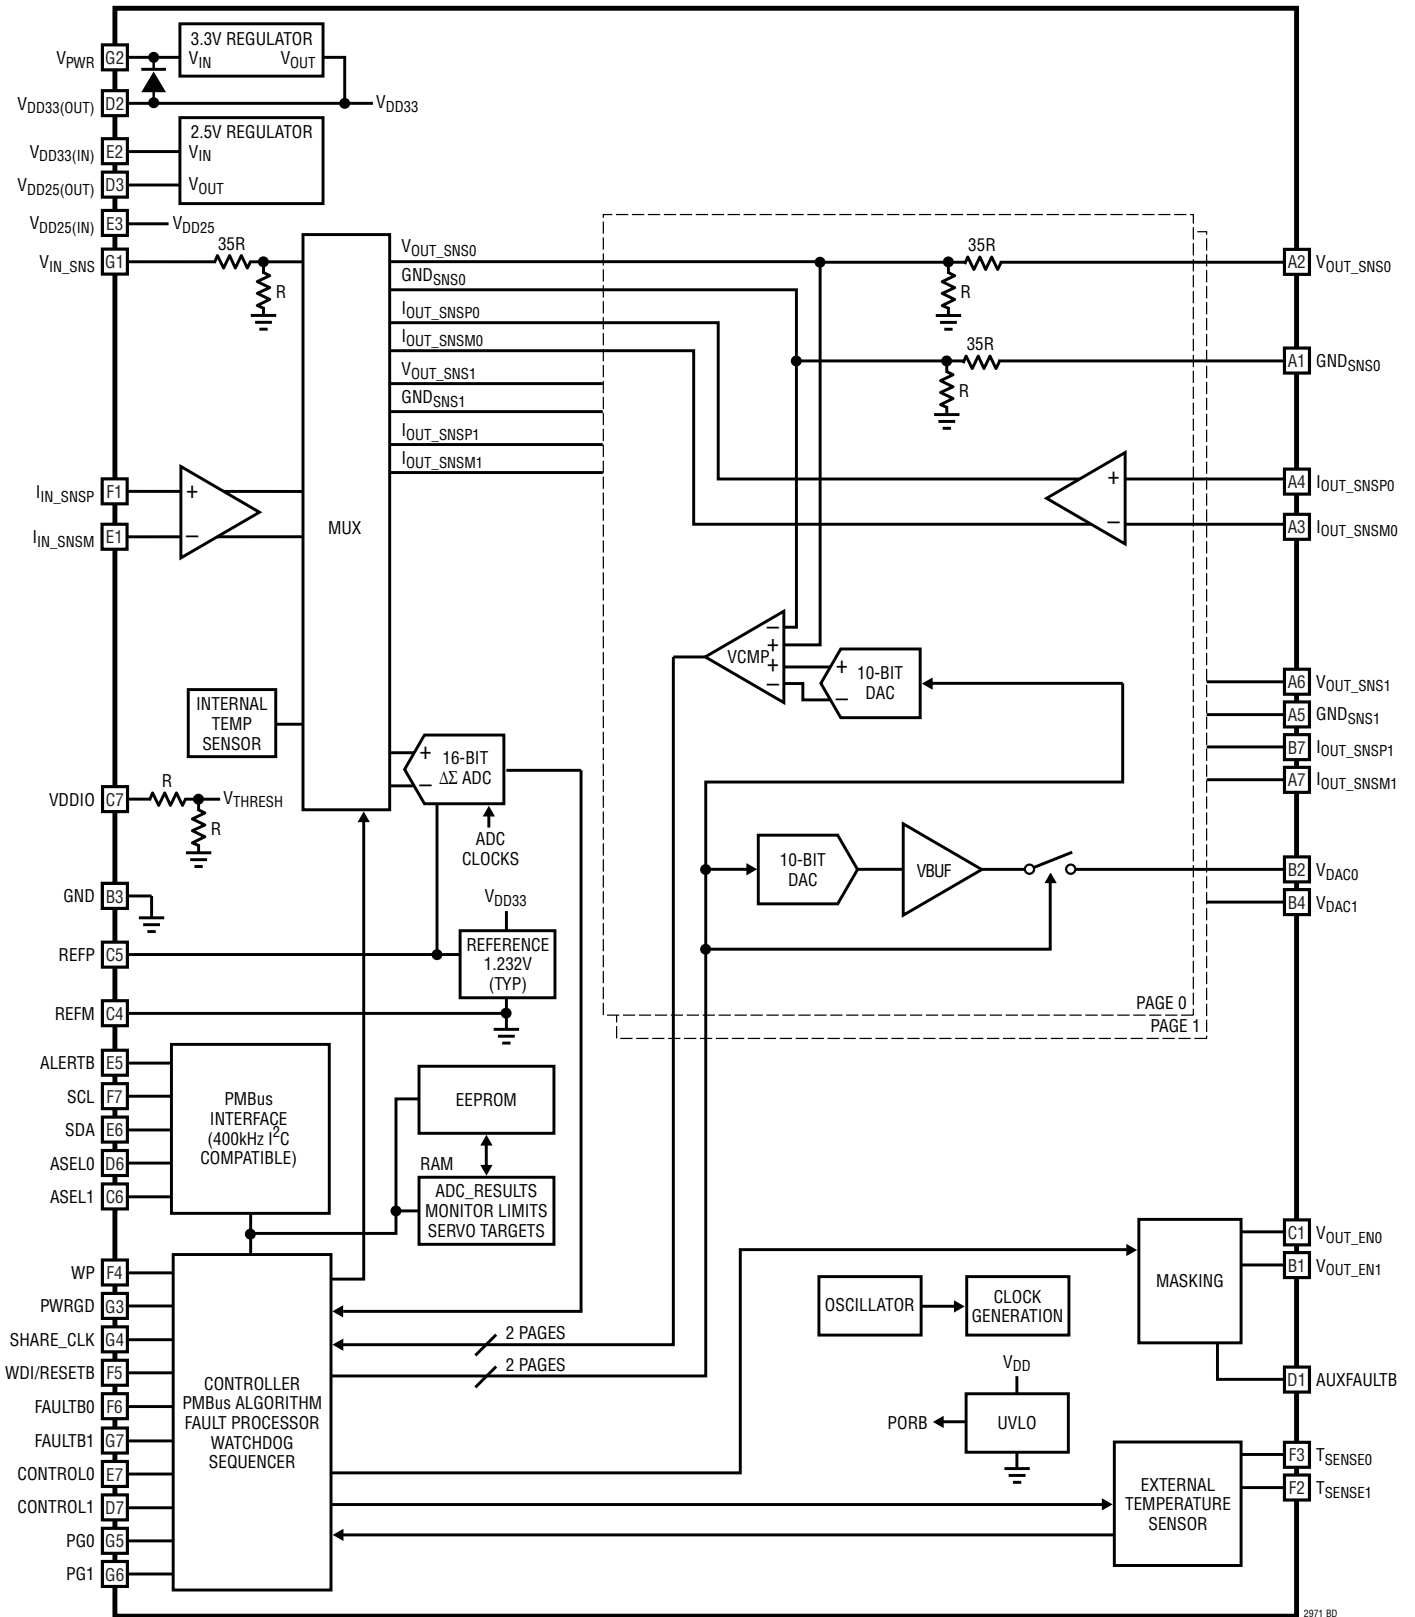 3.3V REGULATOR
VIN VOUT
VPWR G2
VDD33(OUT) D2
VDD33
2.5V REGULATOR
VIN
VOUT
VDD33(IN) E2
VDD25(OUT) D3
VDD25(IN) E3
VDD25
VIN_SNS G1
35R
R
VOUT_SNS0
GNDSNS0
IOUT_SNSP0
IOUT_SNSM0
VOUT_SNS1
GNDSNS1
IOUT_SNSP1
IOUT_SNSM1
35R
R
A2 VOUT_SNS0
35R
R
A1 GNDSNS0
IIN_SNSP F1
IIN_SNSM E1
+
−
MUX
+
−
A4 IOUT_SNSP0
A3 IOUT_SNSM0
−
+
VCMP
+
−
+
−
10-BIT
DAC
A6 VOUT_SNS1
A5 GNDSNS1
B7 IOUT_SNSP1
A7 IOUT_SNSM1
INTERNAL
TEMP
SENSOR
+
−
16-BIT
ΔΣ ADC
ADC
CLOCKS
VDDIO C7
R
VTHRESH
R
10-BIT
DAC
VBUF
B2 VDAC0
B4 VDAC1
GND B3
VDD33
REFERENCE
1.232V
(TYP)
REFP C5
REFM C4
PAGE 0
PAGE 1
ALERTB E5
SCL F7
SDA E6
ASEL0 D6
ASEL1 C6
PMBus
INTERFACE
(400kHz I2C
COMPATIBLE)
EEPROM
RAM
ADC_RESULTS
MONITOR LIMITS
SERVO TARGETS
WP F4
PWRGD G3
SHARE_CLK G4
WDI/RESETB F5
FAULTB0 F6
FAULTB1 G7
CONTROL0 E7
CONTROL1 D7
PG0 G5
PG1 G6
CONTROLLER
PMBus ALGORITHM
FAULT PROCESSOR
WATCHDOG
SEQUENCER
2 PAGES
2 PAGES
OSCILLATOR
CLOCK
GENERATION
MASKING
C1 VOUT_EN0
B1 VOUT_EN1
D1 AUXFAULTB
VDD
PORB
UVLO
EXTERNAL
TEMPERATURE
SENSOR
F3 TSENSE0
F2 TSENSE1
2971 BD